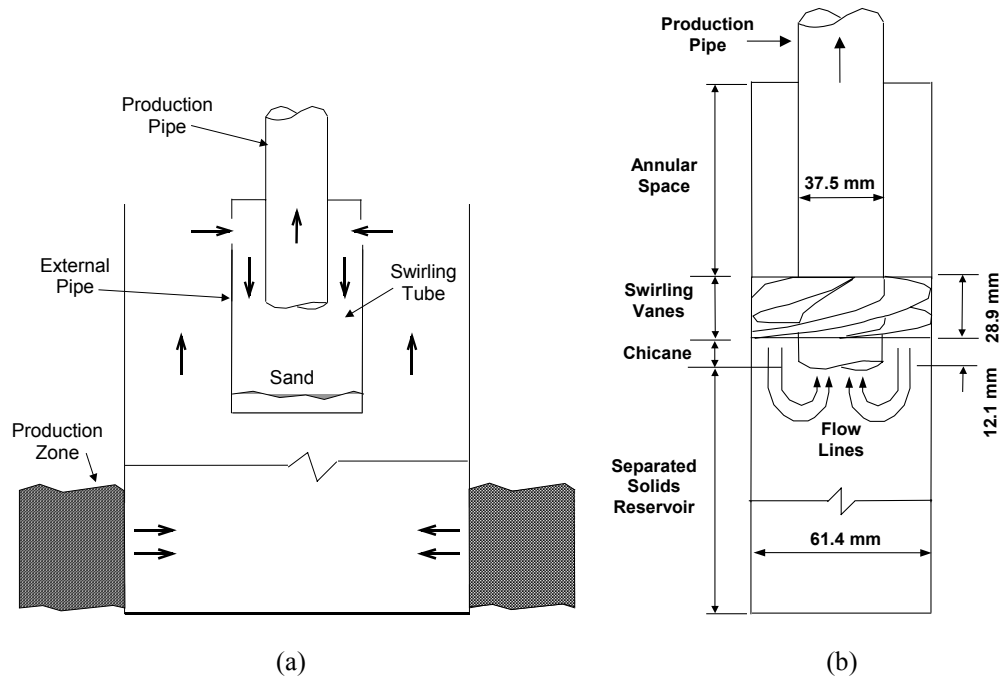 Production
Pipe
External
Pipe
Swirling
Tube
Sand
Production
Zone
(a)
Production
Pipe
Annular
Space
37.5 mm
Swirling
Vanes
28.9 mm
Chicane
12.1 mm
Flow
Lines
Separated
Solids
Reservoir
61.4 mm
(b)